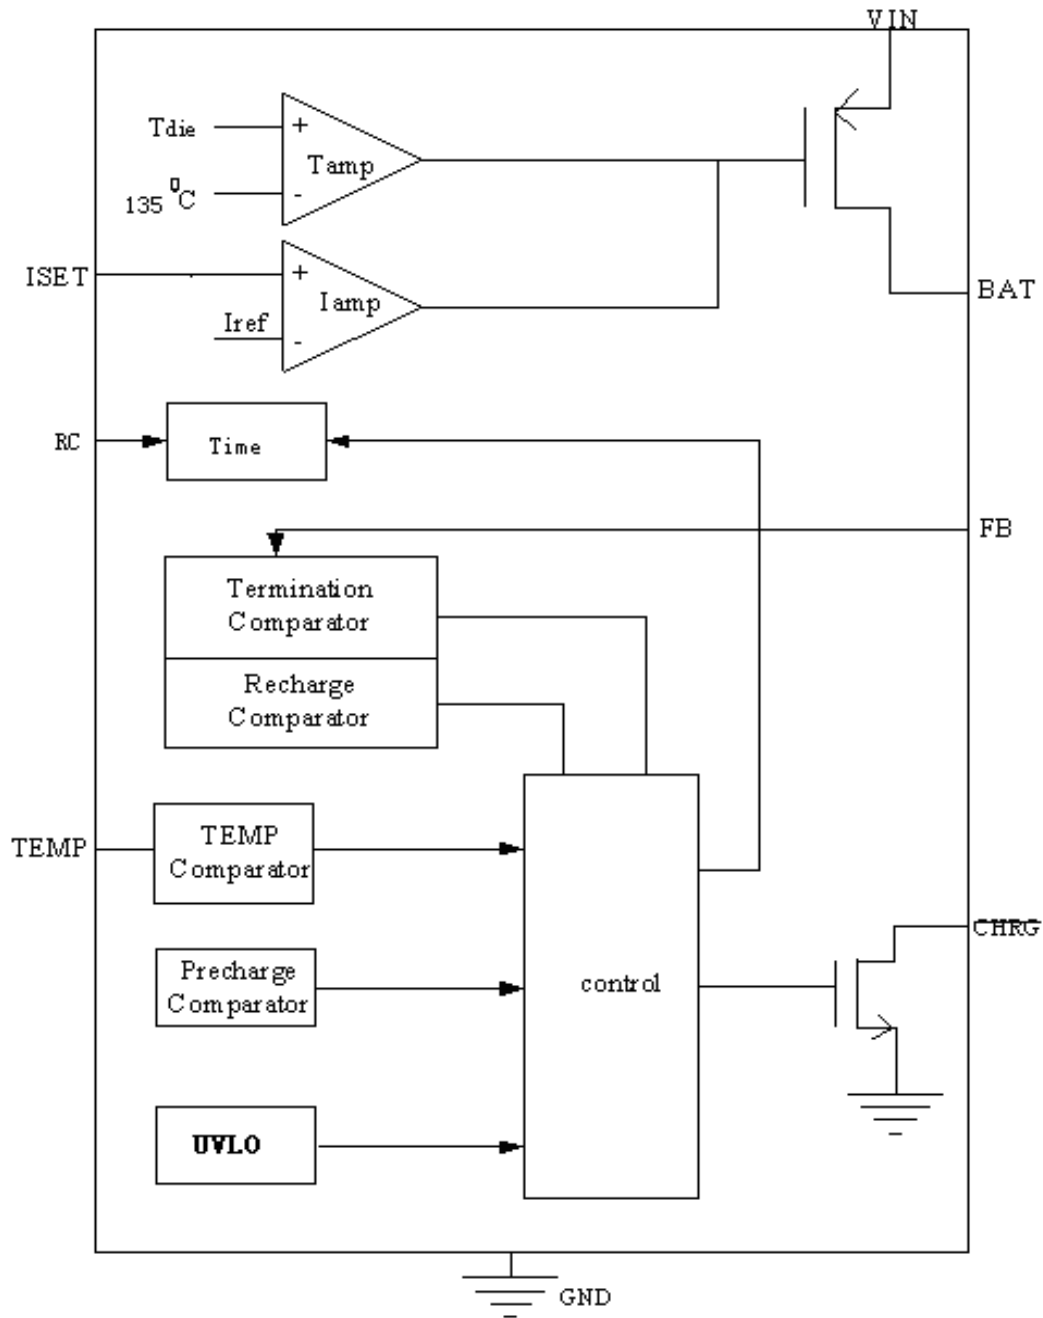 VIN
Tdie
+
Tamp
135 °C
-
ISET
+
Iamp
BAT
Iref
-
RC
Time
FB
Termination
Comparator
Recharge
Comparator
TEMP
TEMP
Comparator
CHRG
Precharge
Comparator
control
UVLO
GND